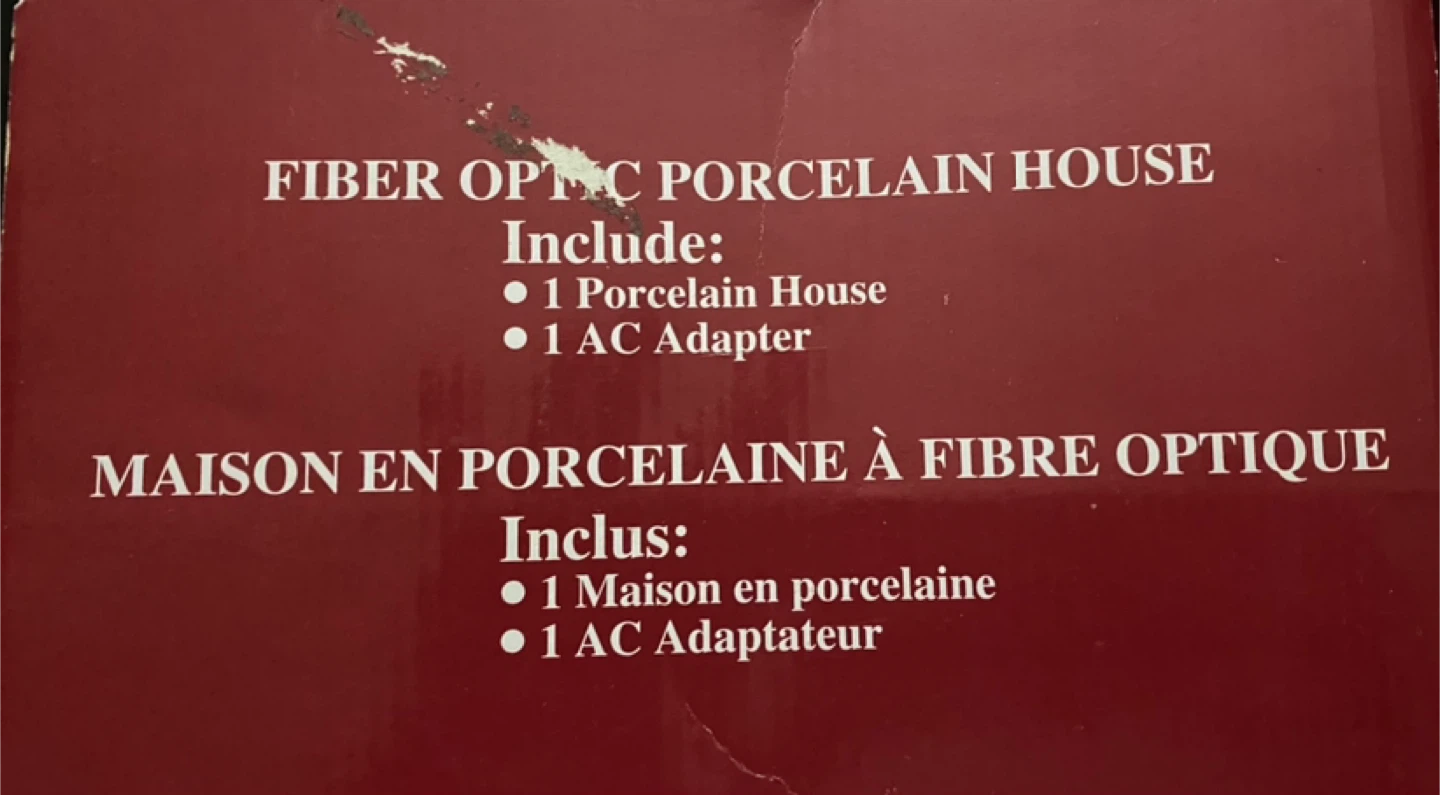 FIBER OPTIC PORCELAIN HOUSE
Include:
● 1 Porcelain House
● 1 AC Adapter
MAISON EN PORCELAINE À FIBRE OPTIQUE
Inclus:
● 1 Maison en porcelaine
● 1 AC Adaptateur